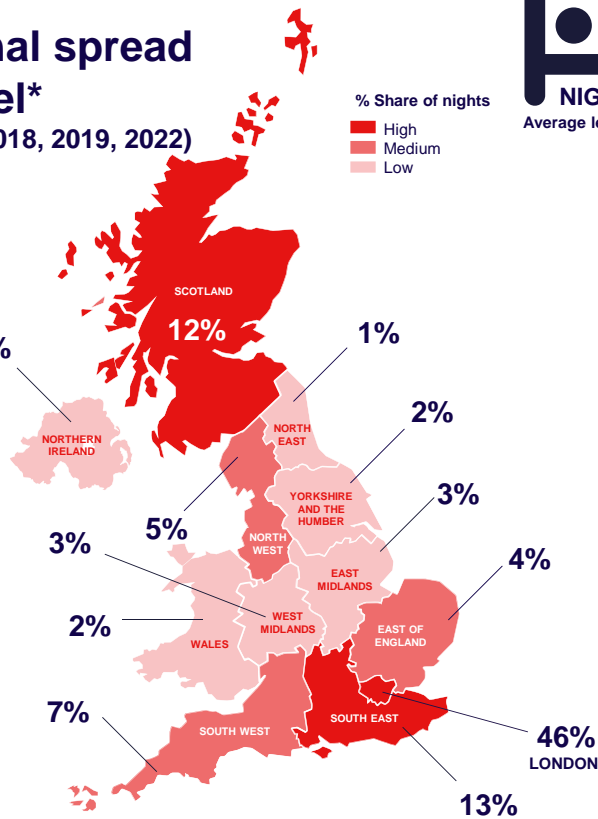 nal spread
el*
018, 2019, 2022)
% Share of nights
High
Medium
Low
NIG
Average le
SCOTLAND
12%
%
1%
NORTHERN
IRELAND
NORTH
EAST
2%
YORKSHIRE
AND THE
HUMBER
3%
5%
NORTH
WEST
3%
EAST
MIDLANDS
4%
WEST
MIDLANDS
2%
WALES
EAST OF
ENGLAND
7%
SOUTH WEST
SOUTH EAST
46%
LONDON
13%